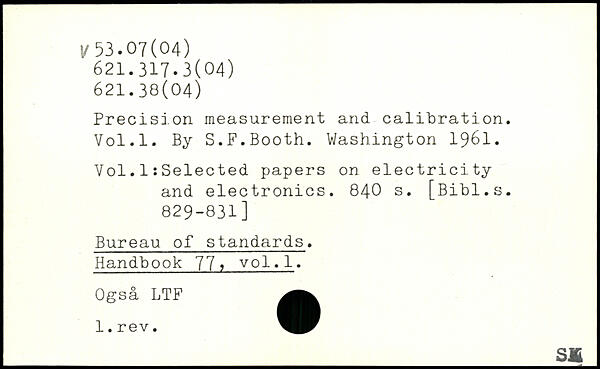 V 53.07(04)
621.317.3(04)
621.38(04)
Precision measurement and calibration.
Vol.1. By S.F.Booth. Washington 1961.
Vol.1:Selected papers on electricity
and electronics. 840 s. [Bibl.s.
829-831]
Bureau of standards.
Handbook 77, vol.1.
Også LTF
1.rev.